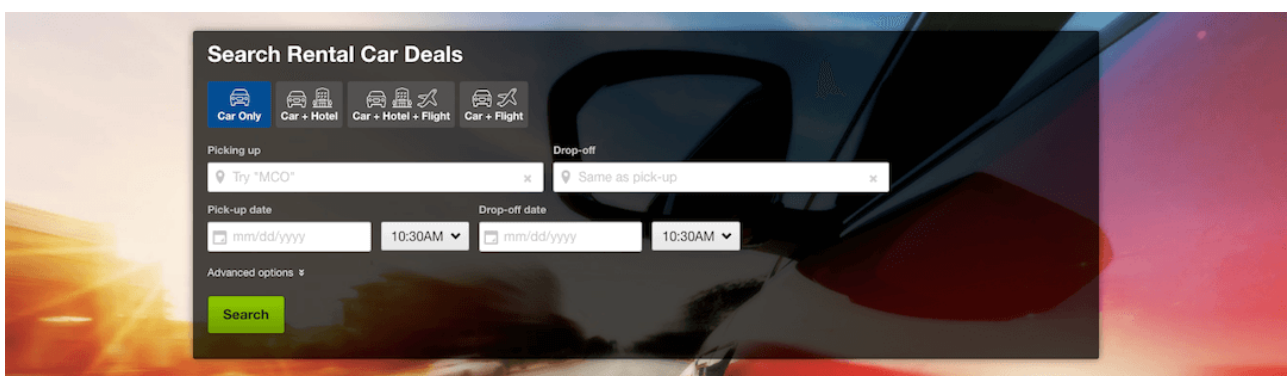 Search Rental Car Deals
Car Only Car + Hotel Car + Hotel + Flight Car + Flight
Picking up Drop-off
Try "MCO" × Same as pick-up ×
Pick-up date Drop-off date
mm/dd/yyyy 10:30AM mm/dd/yyyy 10:30AM
Advanced options
Search